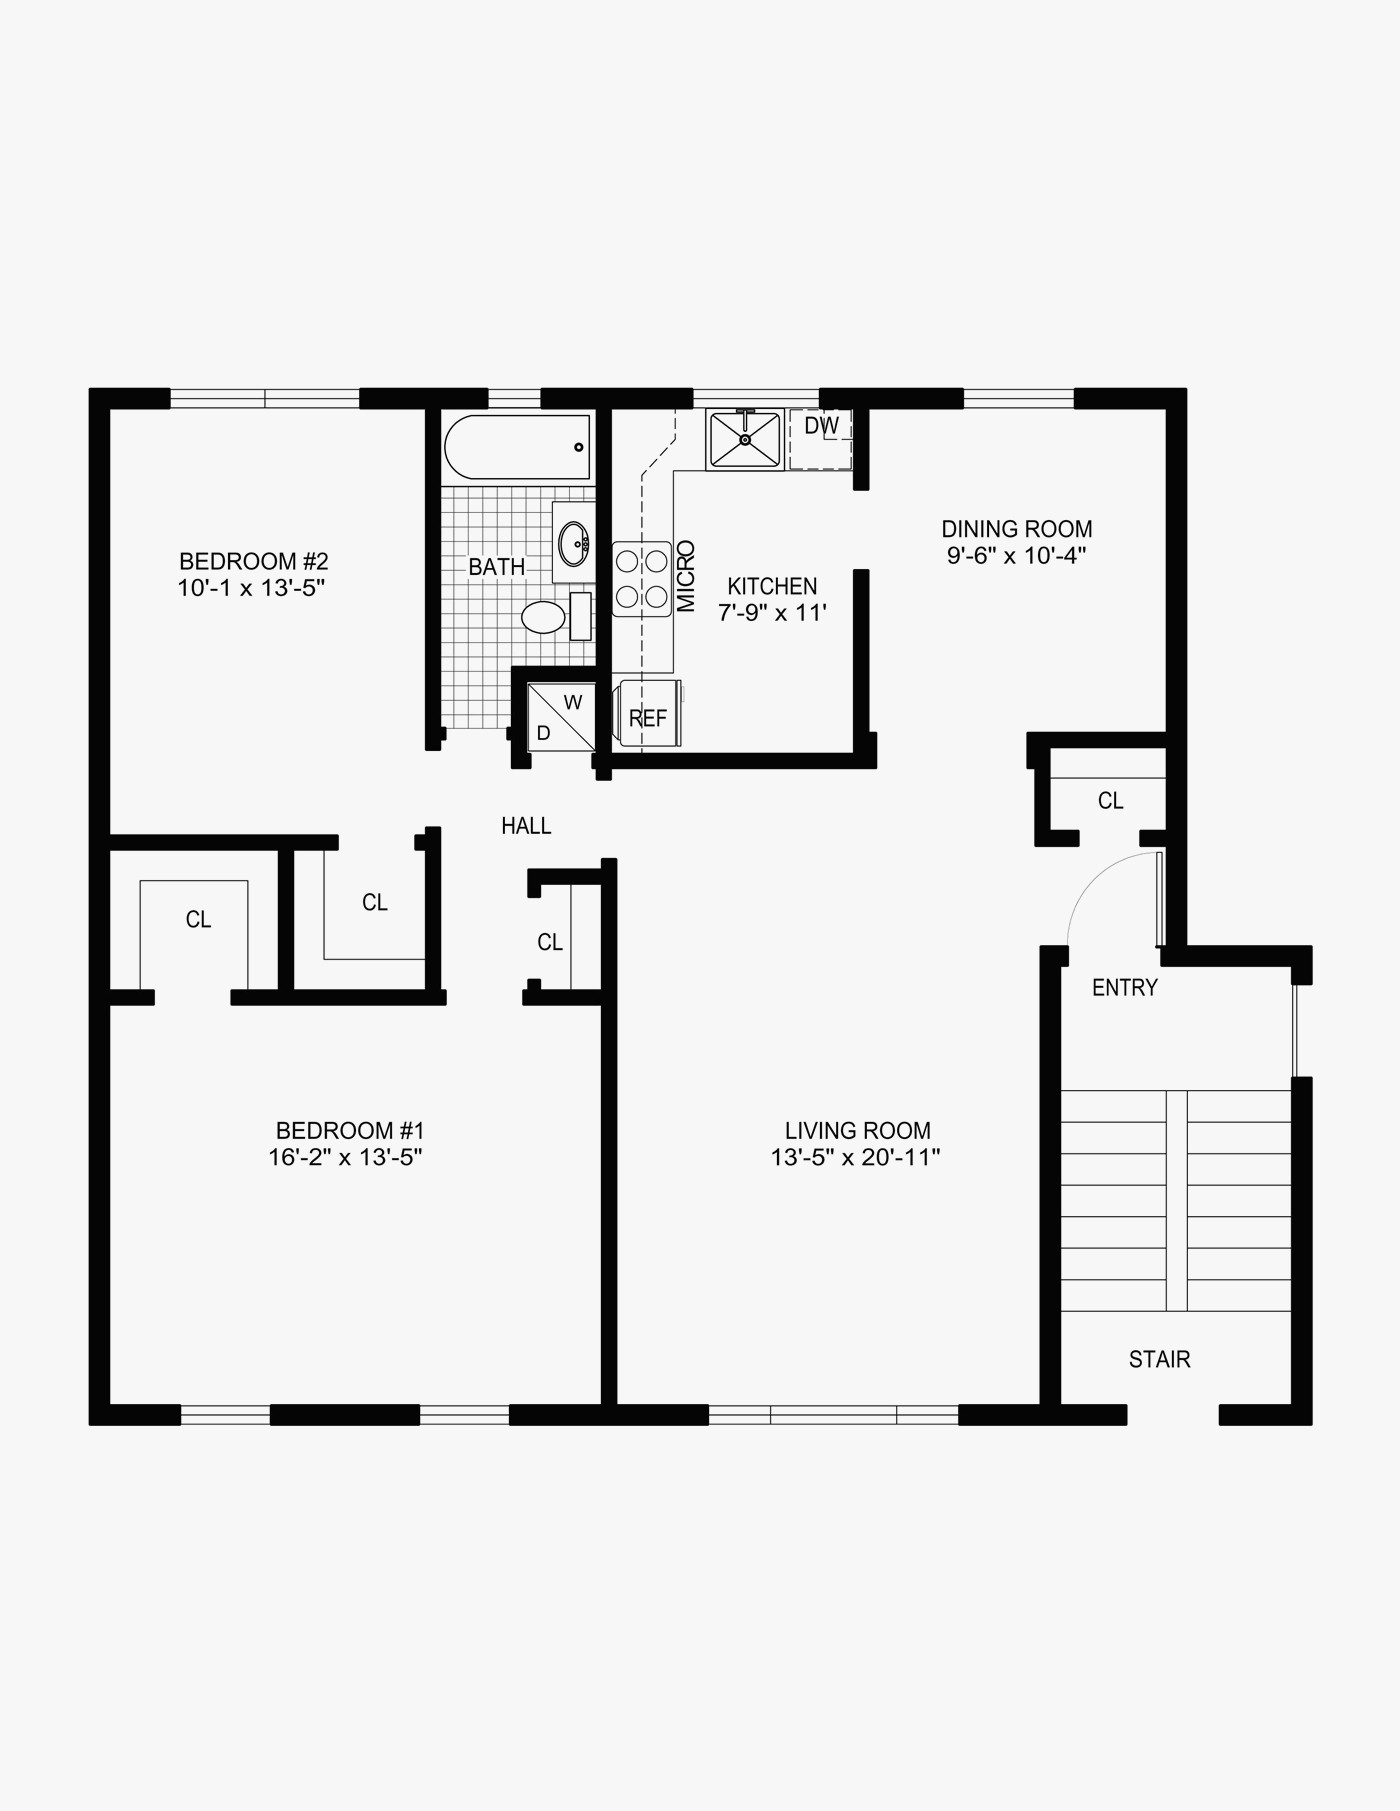 DW
BEDROOM #2
10'-1 x 13'-5"
BATH
MICRO
KITCHEN
7'-9" x 11'
DINING ROOM
9'-6" x 10'-4"
W
D
REF
CL
HALL
CL
CL
CL
ENTRY
BEDROOM #1
16'-2" x 13'-5"
LIVING ROOM
13'-5" x 20'-11"
STAIR